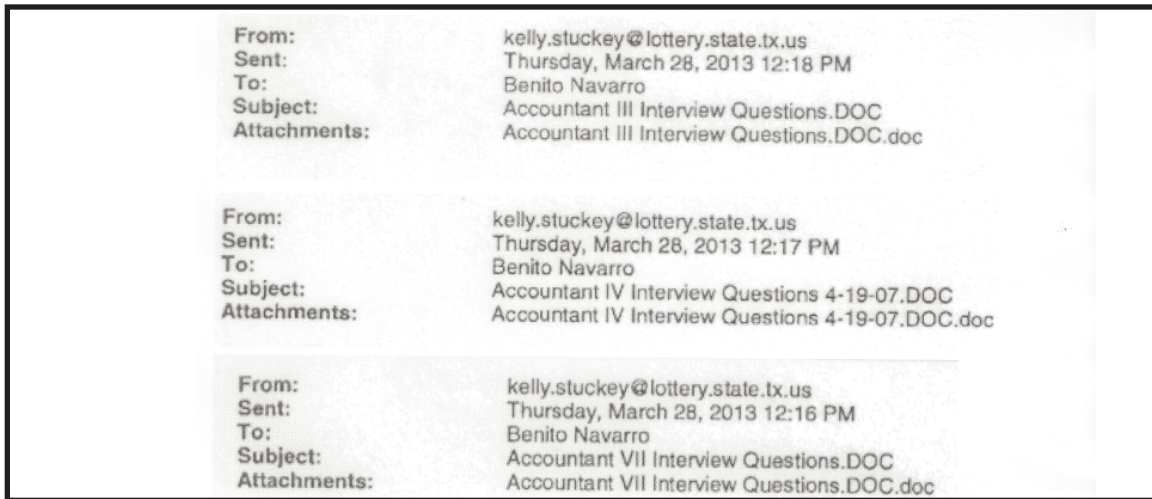 From: kelly.stuckey@lottery.state.tx.us
Sent: Thursday, March 28, 2013 12:18 PM
To: Benito Navarro
Subject: Accountant III Interview Questions.DOC
Attachments: Accountant III Interview Questions.DOC.doc
From: kelly.stuckey@lottery.state.tx.us
Sent: Thursday, March 28, 2013 12:17 PM
To: Benito Navarro
Subject: Accountant IV Interview Questions 4-19-07.DOC
Attachments: Accountant IV Interview Questions 4-19-07.DOC.doc
From: kelly.stuckey@lottery.state.tx.us
Sent: Thursday, March 28, 2013 12:16 PM
To: Benito Navarro
Subject: Accountant VII Interview Questions.DOC
Attachments: Accountant VII Interview Questions.DOC.doc